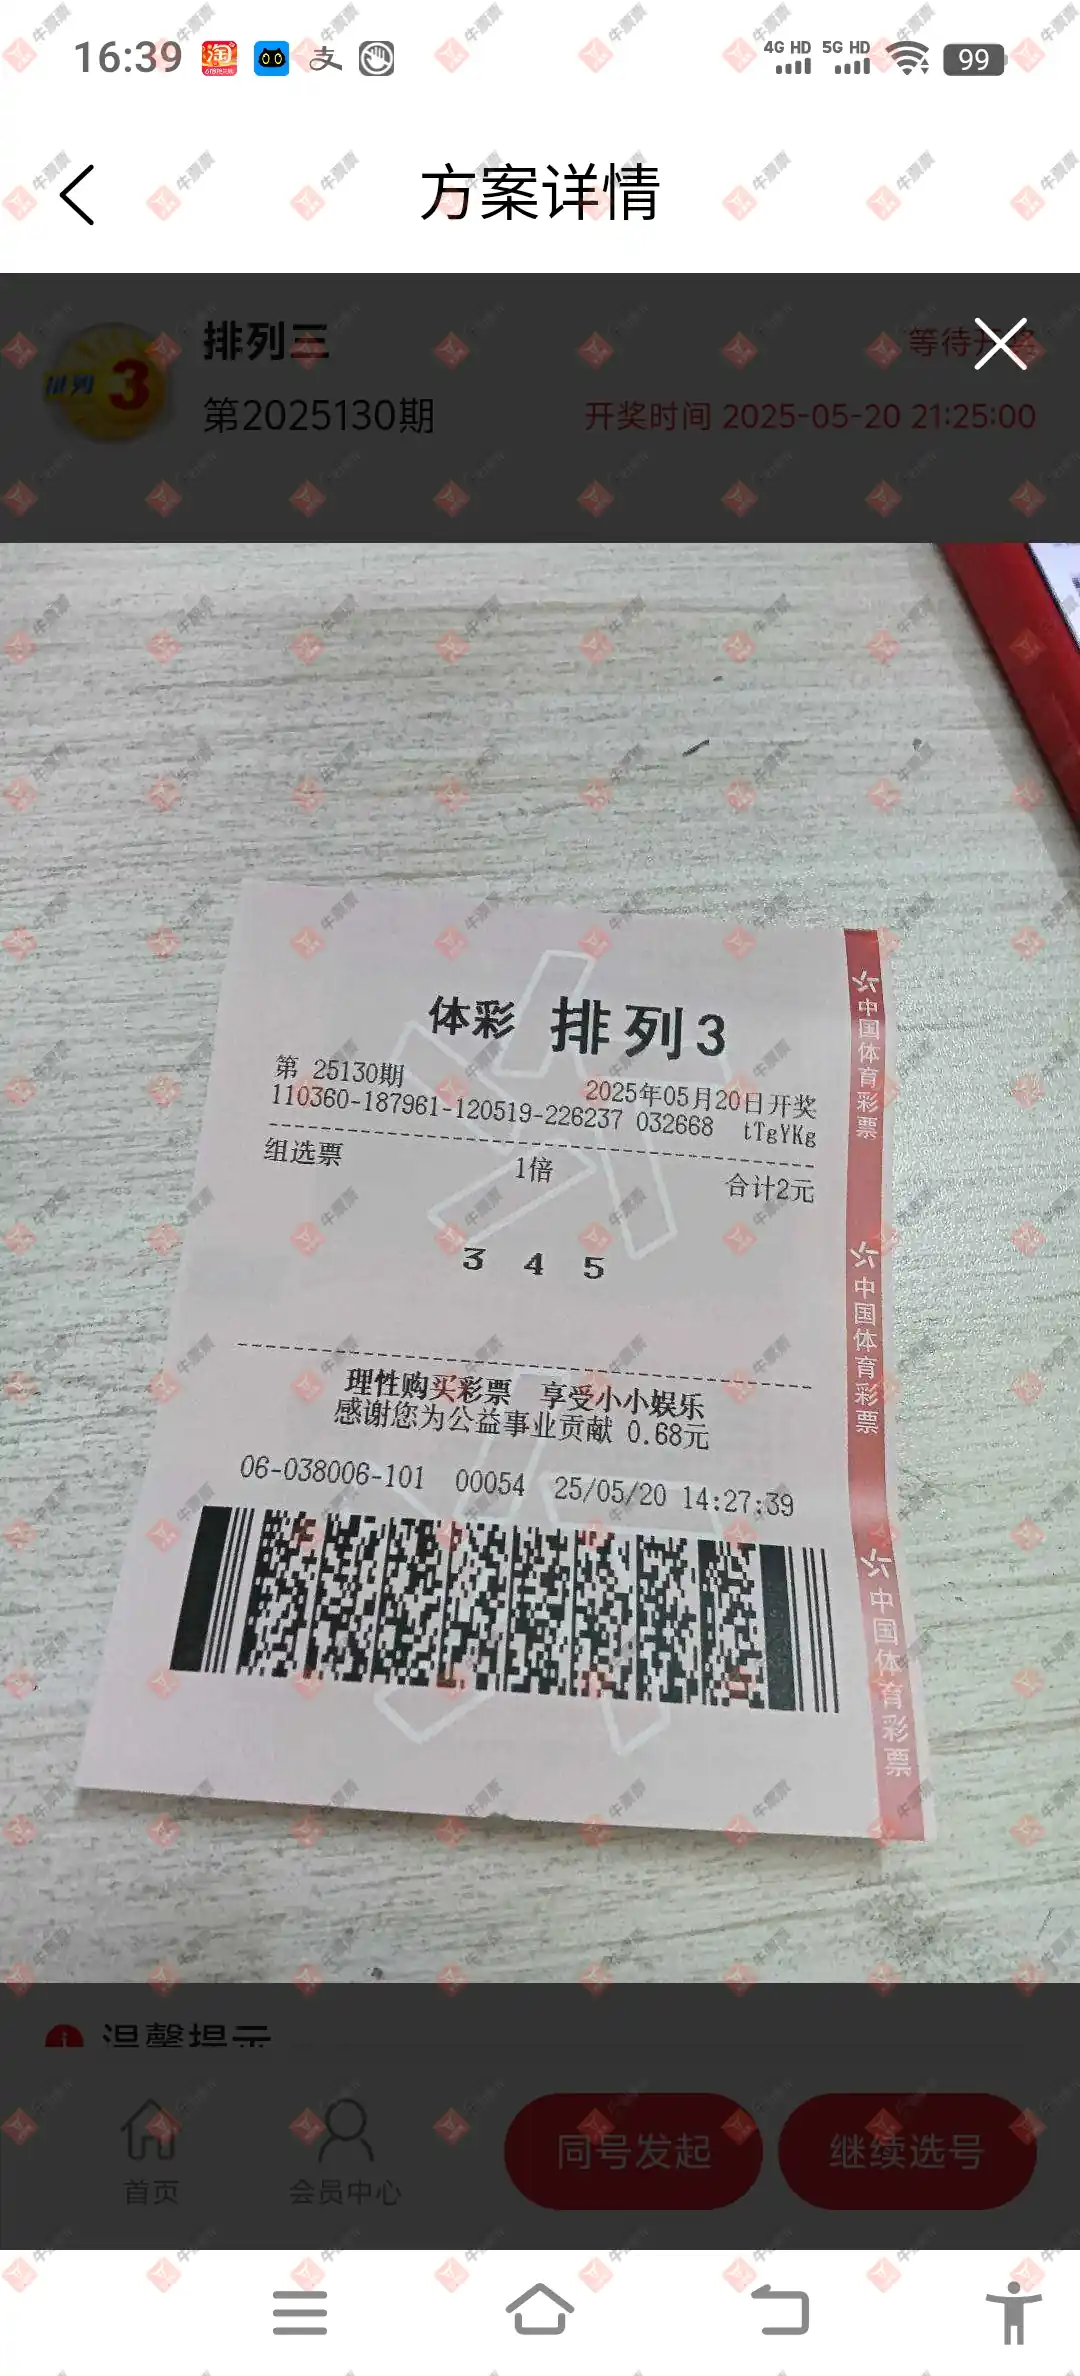 16:39
4G HD 5G HD 99
方案详情
排列三
等待开奖
第2025130期
开奖时间 2025-05-20 21:25:00
体彩 排列3
第 25130期
2025年05月20日开奖
110360-187961-120519-226237 032668 tTgYKg
组选票 1倍 合计2元
3 4 5
理性购买彩票 享受小小娱乐
感谢您为公益事业贡献 0.68元
06-038006-101 00054 25/05/20 14:27:39
中国体育彩票
中国体育彩票
中国体育彩票
温馨提示
首页
会员中心
同号发起
继续选号
牛票票